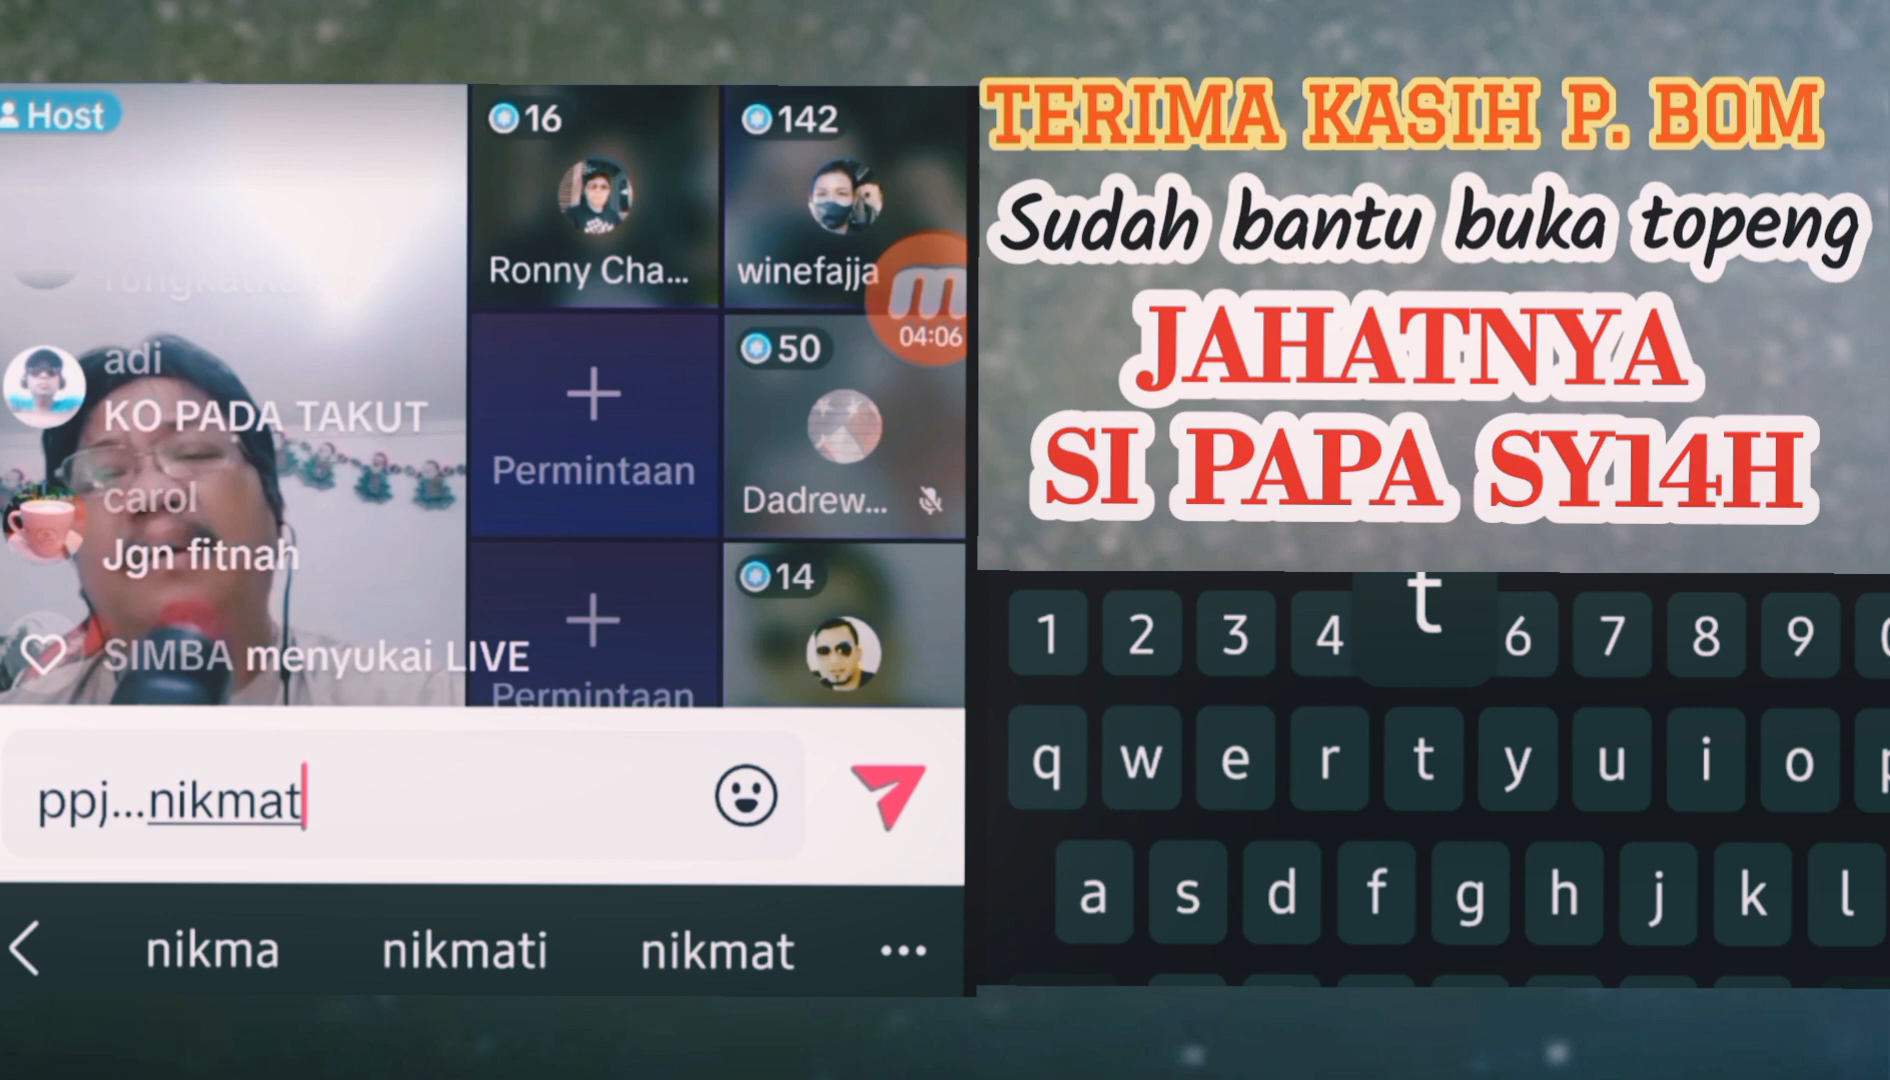 Host
16
142
Ronny Cha...
winefajja
m
04:06
adi
KO PADA TAKUT
50
Permintaan
Dadrew...
carol
Jgn fitnah
14
SIMBA menyukai LIVE
Permintaan
ppj...nikmat
nikma nikmati nikmat ...
TERIMA KASIH P. BOM
Sudah bantu buka topeng
JAHATNYA
SI PAPA SY14H
t
1 2 3 4 6 7 8 9 0
q w e r t y u i o p
a s d f g h j k l